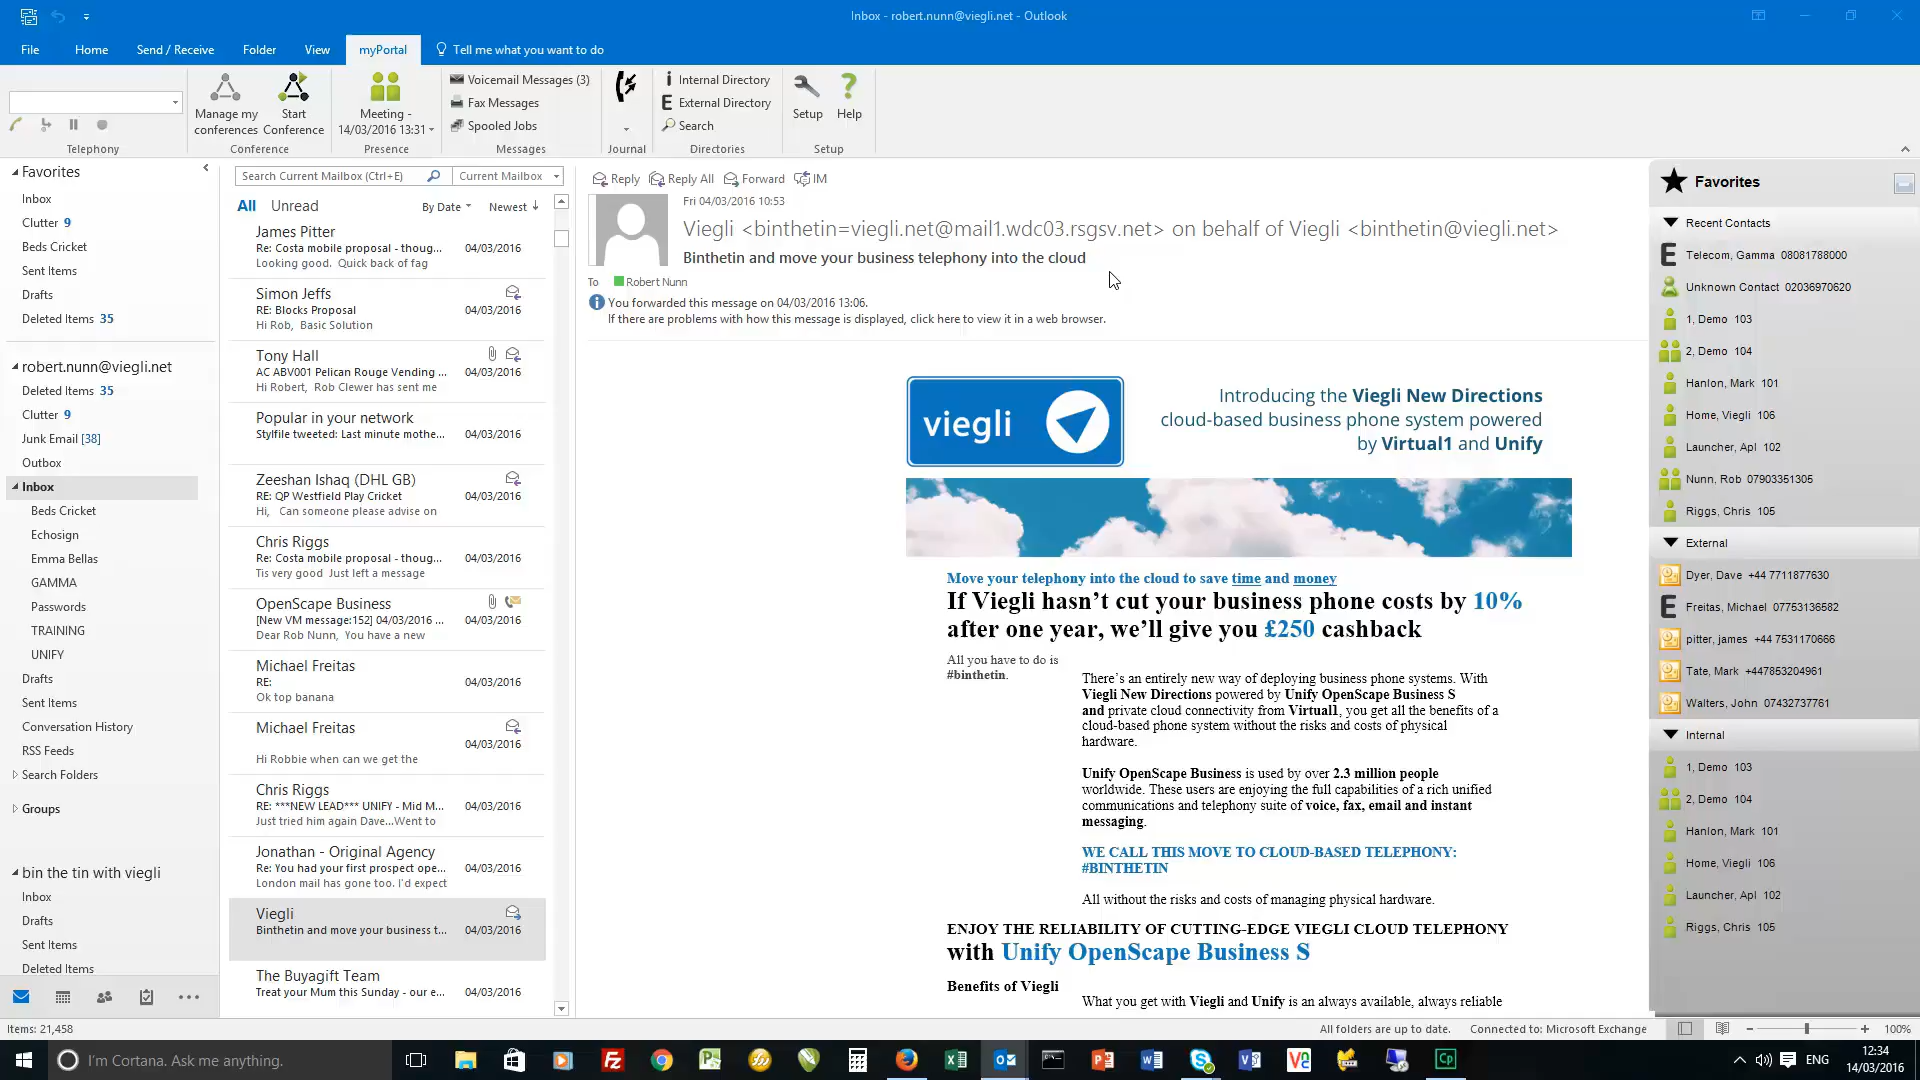 Inbox - robert.nunn@viegli.net - Outlook
File Home Send / Receive Folder View myPortal Tell me what you want to do
Manage my conferences
Start Conference
Conference
Telephony
Meeting - 14/03/2016 13:31
Presence
Voicemail Messages (3)
Fax Messages
Spooled Jobs
Messages
Journal
Internal Directory
E External Directory
Search
Directories
Setup
Help
Setup
Favorites
Inbox
Clutter 9
Beds Cricket
Sent Items
Drafts
Deleted Items 35
robert.nunn@viegli.net
Deleted Items 35
Clutter 9
Junk Email [38]
Outbox
Inbox
Beds Cricket
Echosign
Emma Bellas
GAMMA
Passwords
TRAINING
UNIFY
Drafts
Sent Items
Conversation History
RSS Feeds
Search Folders
Groups
bin the tin with viegli
Inbox
Drafts
Sent Items
Deleted Items
Search Current Mailbox (Ctrl+E) Current Mailbox
All Unread By Date Newest
James Pitter
Re: Costa mobile proposal - thoug... 04/03/2016
Looking good. Quick back of fag
Simon Jeffs
RE: Blocks Proposal 04/03/2016
Hi Rob, Basic Solution
Tony Hall
AC ABV001 Pelican Rouge Vending ... 04/03/2016
Hi Robert, Rob Clewer has sent me
Popular in your network
Stylfile tweeted: Last minute mothe... 04/03/2016
Zeeshan Ishaq (DHL GB)
RE: QP Westfield Play Cricket 04/03/2016
Hi, Can someone please advise on
Chris Riggs
Re: Costa mobile proposal - thoug... 04/03/2016
Tis very good Just left a message
OpenScape Business
[New VM message:152] 04/03/2016 ... 04/03/2016
Dear Rob Nunn, You have a new
Michael Freitas
RE: 04/03/2016
Ok top banana
Michael Freitas
04/03/2016
Hi Robbie when can we get the
Chris Riggs
RE: ***NEW LEAD*** UNIFY - Mid M... 04/03/2016
Just tried him again Dave...Went to
Jonathan - Original Agency
Re: You had your first prospect ope... 04/03/2016
London mail has gone too. I'd expect
Viegli
Binthetin and move your business t... 04/03/2016
The Buyagift Team
Treat your Mum this Sunday - our e... 04/03/2016
Reply Reply All Forward IM
Fri 04/03/2016 10:53
Viegli <binthetin=viegli.net@mail1.wdc03.rsgsv.net> on behalf of Viegli <binthetin@viegli.net>
Binthetin and move your business telephony into the cloud
To Robert Nunn
You forwarded this message on 04/03/2016 13:06.
If there are problems with how this message is displayed, click here to view it in a web browser.
viegli
Introducing the Viegli New Directions
cloud-based business phone system powered
by Virtual1 and Unify
Move your telephony into the cloud to save time and money
If Viegli hasn't cut your business phone costs by 10%
after one year, we'll give you £250 cashback
All you have to do is
#binthetin.
There's an entirely new way of deploying business phone systems. With
Viegli New Directions powered by Unify OpenScape Business S
and private cloud connectivity from Virtual1, you get all the benefits of a
cloud-based phone system without the risks and costs of physical
hardware.
Unify OpenScape Business is used by over 2.3 million people
worldwide. These users are enjoying the full capabilities of a rich unified
communications and telephony suite of voice, fax, email and instant
messaging.
WE CALL THIS MOVE TO CLOUD-BASED TELEPHONY:
#BINTHETIN
All without the risks and costs of managing physical hardware.
ENJOY THE RELIABILITY OF CUTTING-EDGE VIEGLI CLOUD TELEPHONY
with Unify OpenScape Business S
Benefits of Viegli
What you get with Viegli and Unify is an always available, always reliable
Favorites
Recent Contacts
E Telecom, Gamma 08081788000
Unknown Contact 02036970620
1, Demo 103
2, Demo 104
Hanlon, Mark 101
Home, Viegli 106
Launcher, Apl 102
Nunn, Rob 07903351305
Riggs, Chris 105
External
Dyer, Dave +44 7711877630
E Freitas, Michael 07753136582
pitter, james +44 7531170666
Tate, Mark +447853204961
Walters, John 07432737761
Internal
1, Demo 103
2, Demo 104
Hanlon, Mark 101
Home, Viegli 106
Launcher, Apl 102
Riggs, Chris 105
Items: 21,458
All folders are up to date. Connected to: Microsoft Exchange 100%
I'm Cortana. Ask me anything.
ENG
12:34
14/03/2016